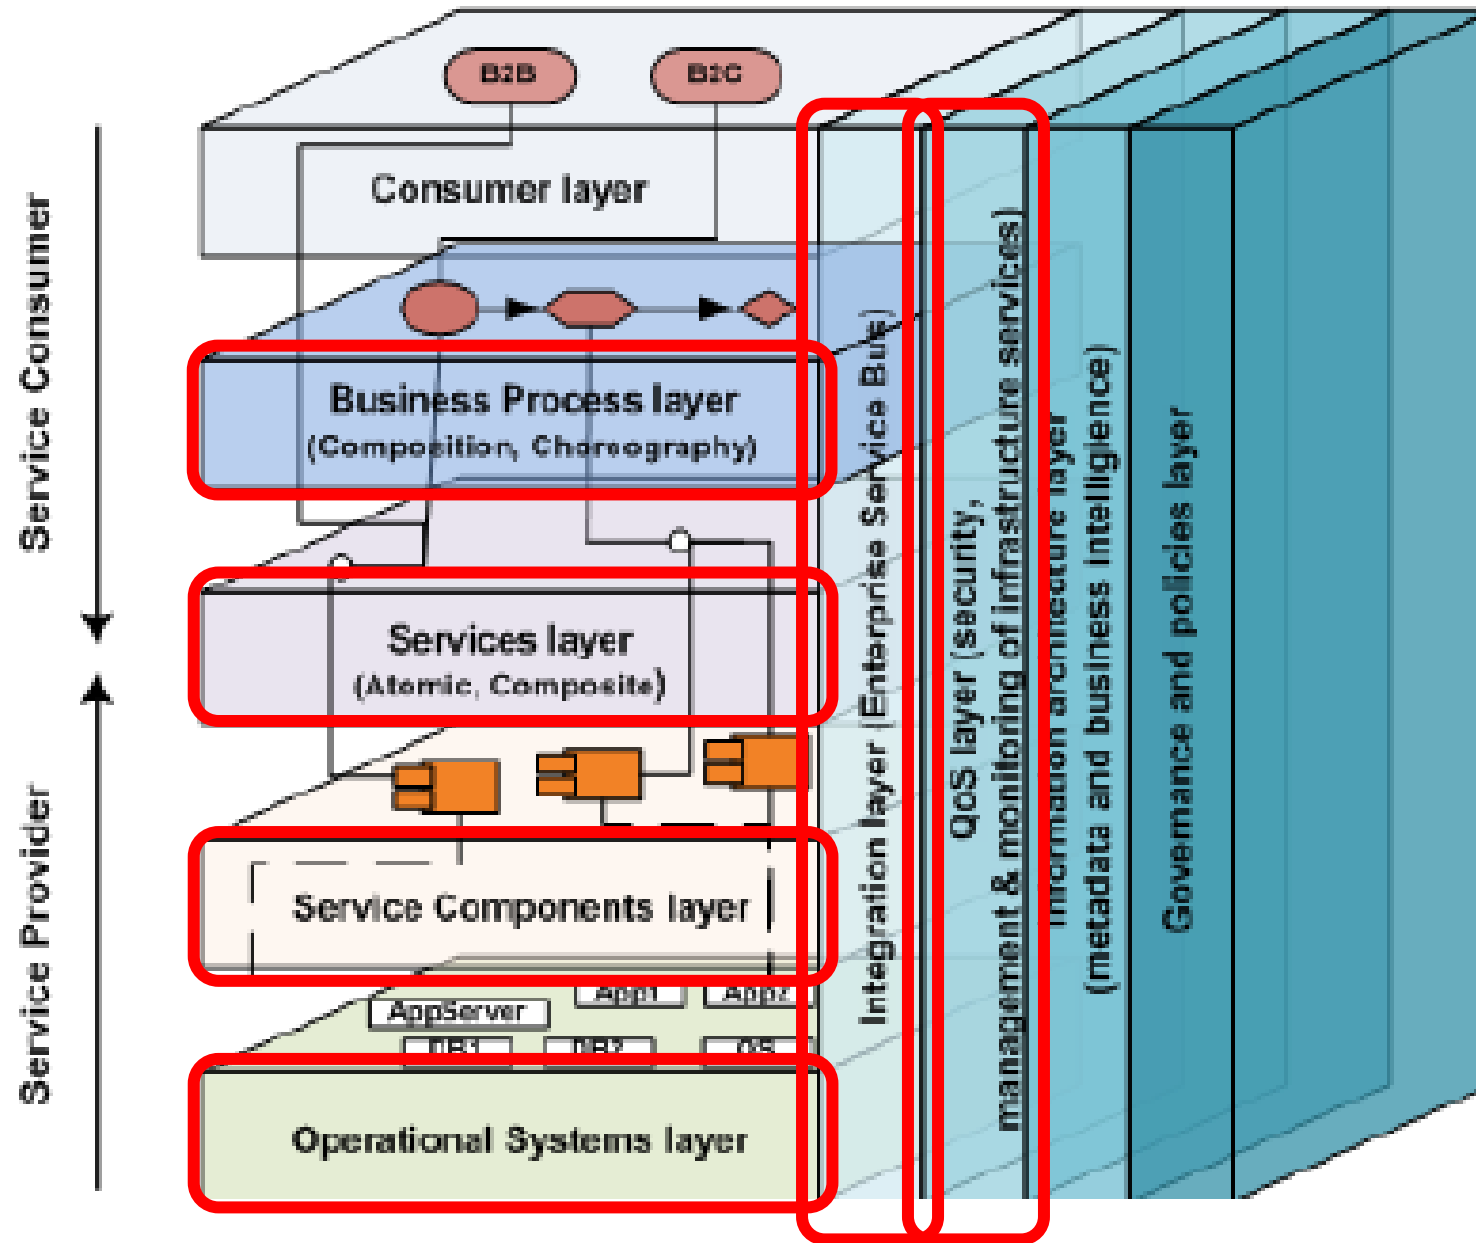 B2B
B2C
Consumer layer
Business Process layer
(Composition, Choreography)
Services layer
(Atomic, Composite)
Service Components layer
AppServer
App1
App2
DB1
DB2
OS
Operational Systems layer
Service Consumer
Service Provider
Integration layer (Enterprise Service Bus)
QoS layer (security,
management & monitoring of infrastructure services)
Information architecture layer
(metadata and business intelligience)
Governance and policies layer